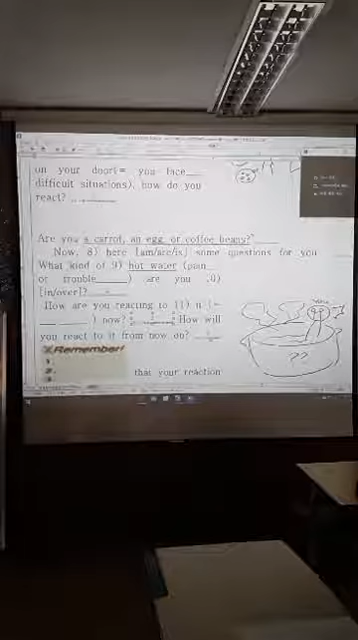 on your door(= you face
difficult situations), how do you
react?
Are you a carrot, an egg, or coffee beans?
Now, 8) here [am/are/is] some questions for you
What kind of 9) hot water (pain
or trouble ) are you
[in/over]?
How are you reacting to 11) it (=
) now? How will
you react to it from now on?
Remember!
1
2
3
that your reaction
??